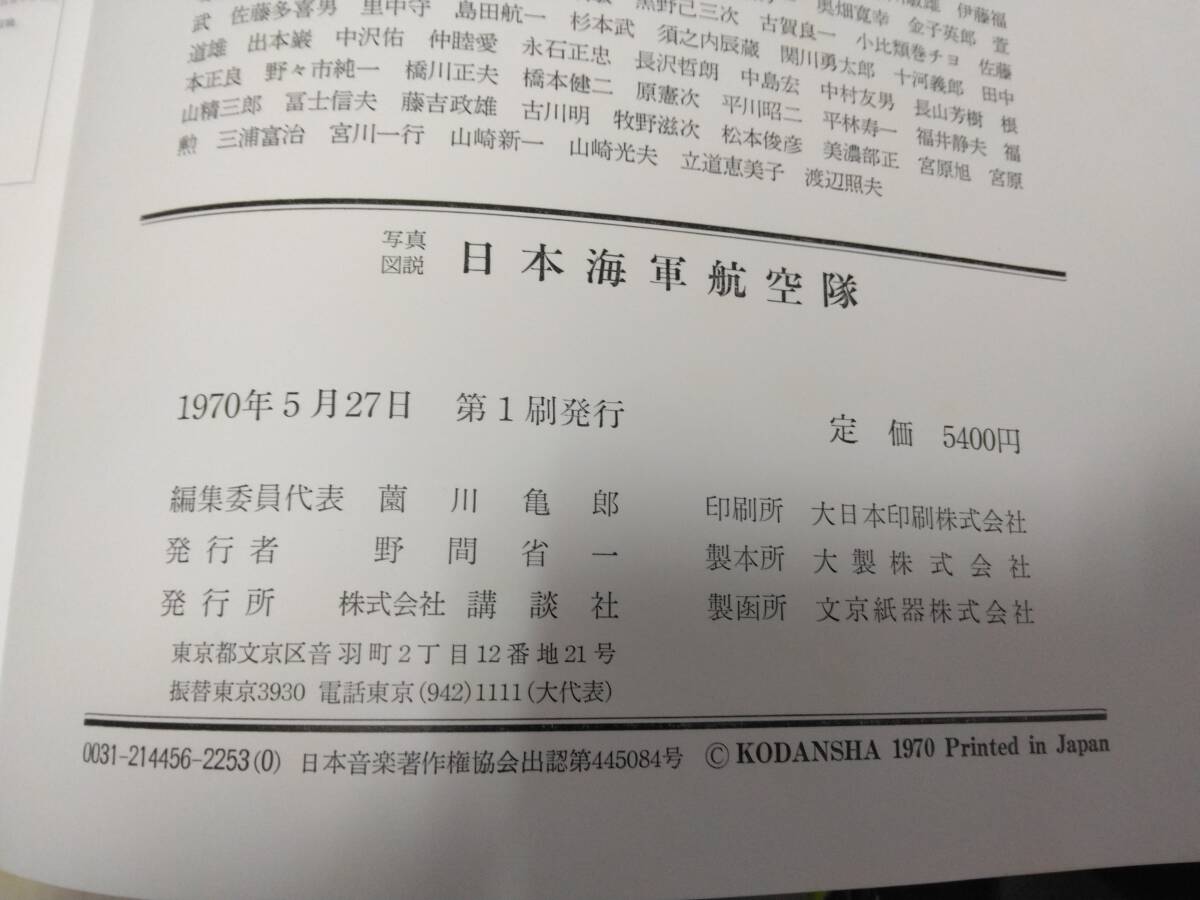 奥畑寛幸 金子英郎 萱
武 佐藤多喜男 里中守 島田航一 杉本武 須之内辰蔵 関川勇太郎 十河義郎 田中
黒野己三次 古賀良一 小比類巻チヨ 佐藤
道雄 出本巌 中沢佑 仲睦愛 永石正忠 長沢哲朗 中島宏 中村友男 長山芳樹 根
本正良 野々市純一 橋川正夫 橋本健二 原憲次 平川昭二 平林寿一 福井静夫 福
山精三郎 冨士信夫 藤吉政雄 古川明 牧野滋次 松本俊彦 美濃部正 宮原旭 宮原
勲 三浦富治 宮川一行 山崎新一 山崎光夫 立道恵美子 渡辺照夫
写真図説 日本海軍航空隊
1970年5月27日 第1刷発行 定価 5400円
編集委員代表 薗川亀郎 印刷所 大日本印刷株式会社
発行者 野間省一 製本所 大製株式会社
発行所 株式会社 講談社 製函所 文京紙器株式会社
東京都文京区音羽町2丁目12番地21号
振替東京3930 電話東京(942)1111(大代表)
0031-214456-2253(0) 日本音楽著作権協会出認第445084号 © KODANSHA 1970 Printed in Japan